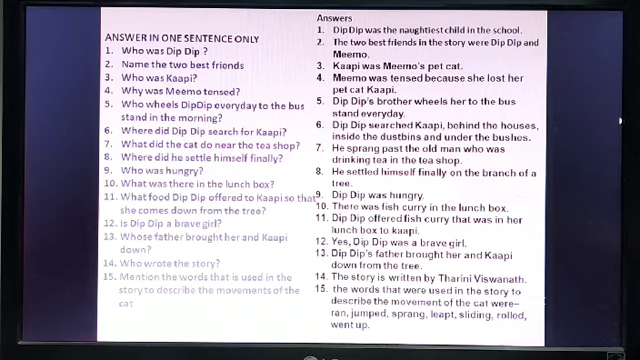 ANSWER IN ONE SENTENCE ONLY
1. Who was Dip Dip ?
2. Name the two best friends
3. Who was Kaapi?
4. Why was Meemo tensed?
5. Who wheels DipDip everyday to the bus
stand in the morning?
6. Where did Dip Dip search for Kaapi?
7. What did the cat do near the tea shop?
8. Where did he settle himself finally?
9. Who was hungry?
10. What was there in the lunch box?
11. What food Dip Dip offered to Kaapi so that
she comes down from the tree?
12. Is Dip Dip a brave girl?
13. Whose father brought her and Kaapi
down?
14. Who wrote the story?
15. Mention the words that is used in the
story to describe the movements of the
cat
Answers
1. DipDip was the naughtiest child in the school.
2. The two best friends in the story were Dip Dip and
Meemo.
3. Kaapi was Meemo's pet cat.
4. Meemo was tensed because she lost her
pet cat Kaapi.
5. Dip Dip's brother wheels her to the bus
stand everyday.
6. Dip Dip searched Kaapi, behind the houses,
inside the dustbins and under the bushes.
7. He sprang past the old man who was
drinking tea in the tea shop.
8. He settled himself finally on the branch of a
tree.
9. Dip Dip was hungry.
10. There was fish curry in the lunch box.
11. Dip Dip offered fish curry that was in her
lunch box to kaapi.
12. Yes, Dip Dip was a brave girl.
13. Dip Dip's father brought her and Kaapi
down from the tree.
14. The story is written by Tharini Viswanath.
15. the words that were used in the story to
describe the movement of the cat were–
ran, jumped, sprang, leapt, sliding, rolled,
went up.